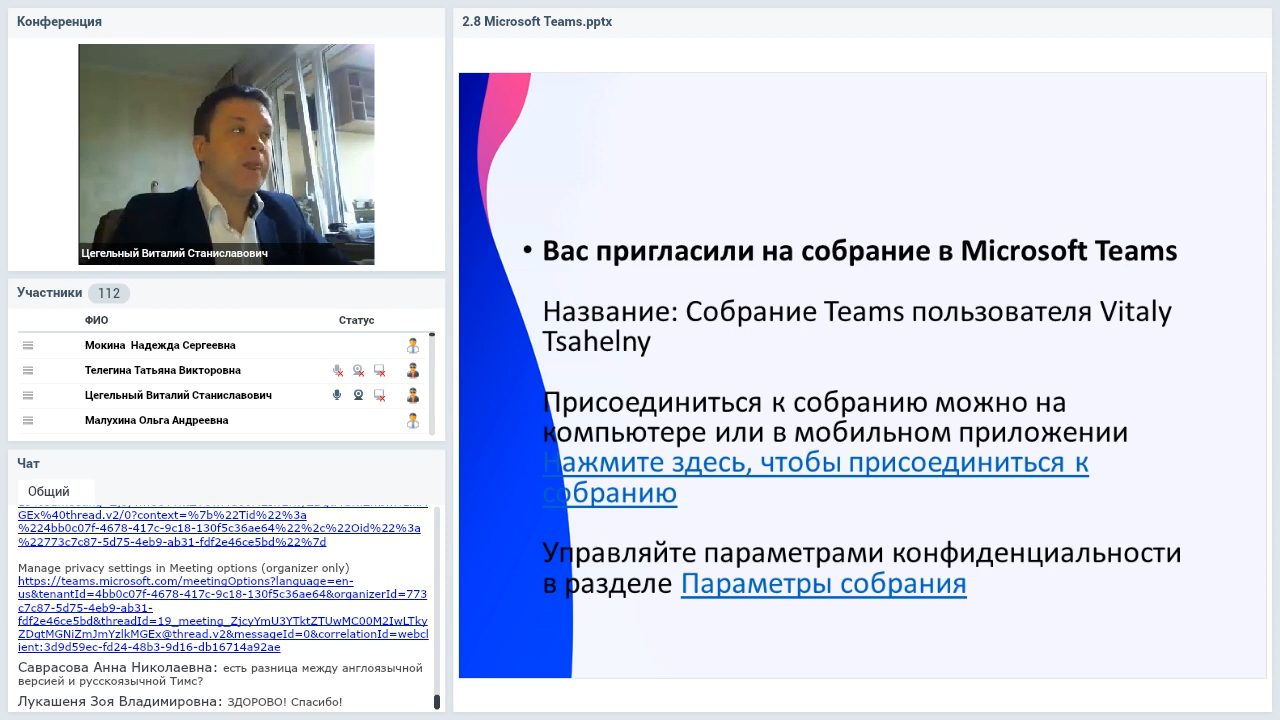 Конференция
Цегельный Виталий Станиславович
Участники 112
ФИО Статус
Мокина Надежда Сергеевна
Телегина Татьяна Викторовна
Цегельный Виталий Станиславович
Малухина Ольга Андреевна
Чат
Общий
GEx%40thread.v2/0?context=%7b%22Tid%22%3a
%224bb0c07f-4678-417c-9c18-130f5c36ae64%22%2c%22Oid%22%3a
%22773c7c87-5d75-4eb9-ab31-fdf2e46ce5bd%22%7d
Manage privacy settings in Meeting options (organizer only)
https://teams.microsoft.com/meetingOptions?language=en-
us&tenantId=4bb0c07f-4678-417c-9c18-130f5c36ae64&organizerId=773
c7c87-5d75-4eb9-ab31-
fdf2e46ce5bd&threadId=19_meeting_ZjcyYmU3YTktZTUwMC00M2IwLTky
ZDgtMGNiZmJmYzlkMGEx@thread.v2&messageId=0&correlationId=webcl
ient:3d9d59ec-fd24-48b3-9d16-db16714a92ae
Саврасова Анна Николаевна: есть разница между англоязычной
версией и русскоязычной Тимс?
Лукашеня Зоя Владимировна: ЗДОРОВО! Спасибо!
2.8 Microsoft Teams.pptx
• Вас пригласили на собрание в Microsoft Teams
Название: Собрание Teams пользователя Vitaly
Tsahelny
Присоединиться к собранию можно на
компьютере или в мобильном приложении
Нажмите здесь, чтобы присоединиться к
собранию
Управляйте параметрами конфиденциальности
в разделе Параметры собрания